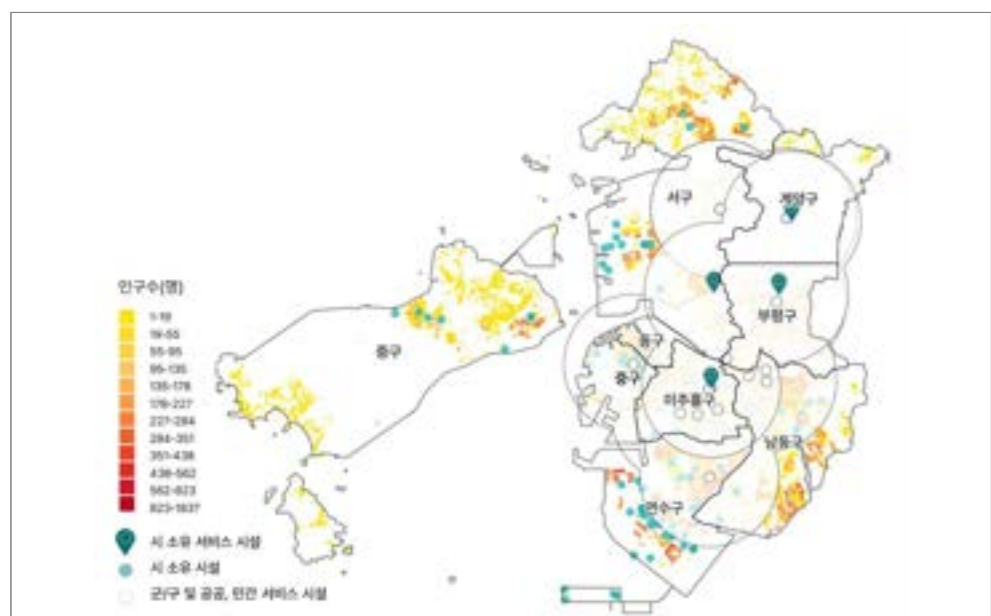 서구
계양구
인구수(명)
1-19
19-55
55-95
95-135
135-178
178-227
227-284
284-351
351-438
438-562
562-823
823-1837
부평구
동구
중구
중구
미추홀구
남동구
연수구
시 소유 서비스 시설
시 소유 시설
군/구 및 공공, 민간 서비스 시설